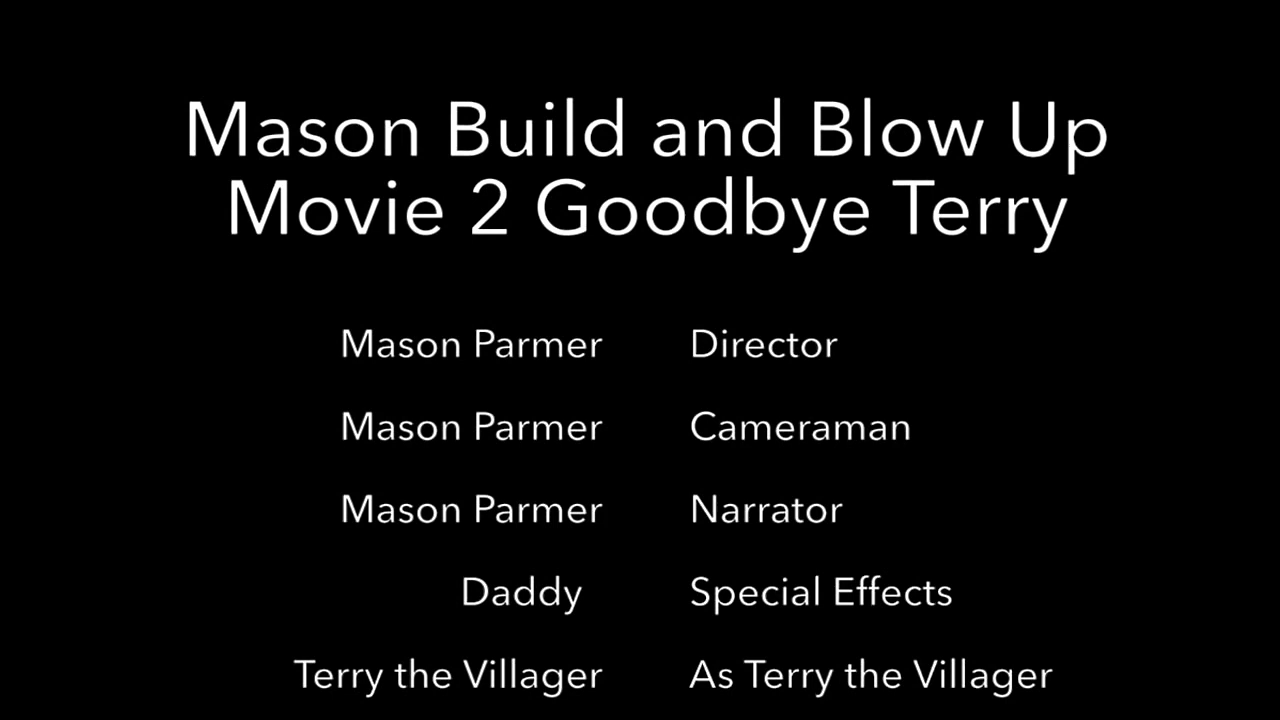 Mason Build and Blow Up
Movie 2 Goodbye Terry
Mason Parmer Director
Mason Parmer Cameraman
Mason Parmer Narrator
Daddy Special Effects
Terry the Villager As Terry the Villager